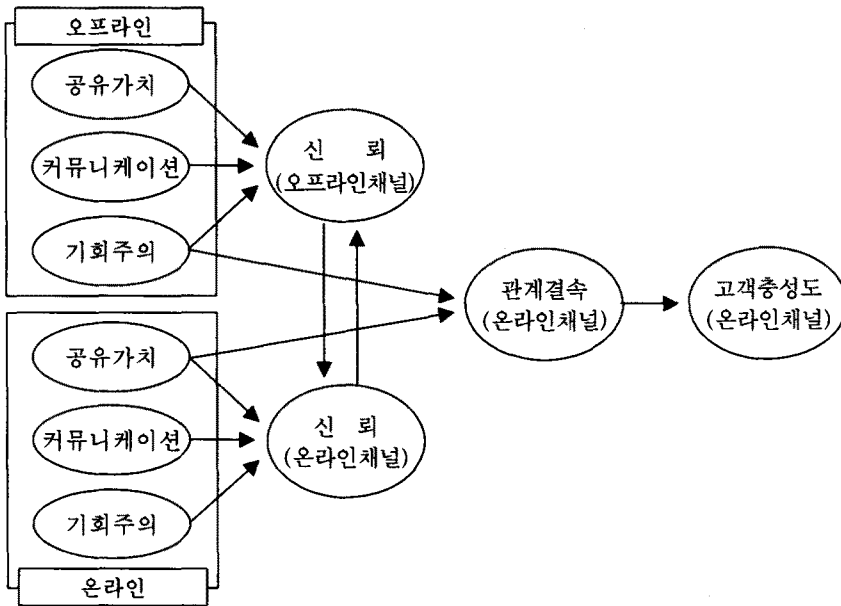 오프라인
공유가치
커뮤니케이션
기회주의
신 뢰
(오프라인채널)
관계결속
(온라인채널)
고객충성도
(온라인채널)
공유가치
커뮤니케이션
기회주의
신 뢰
(온라인채널)
온라인